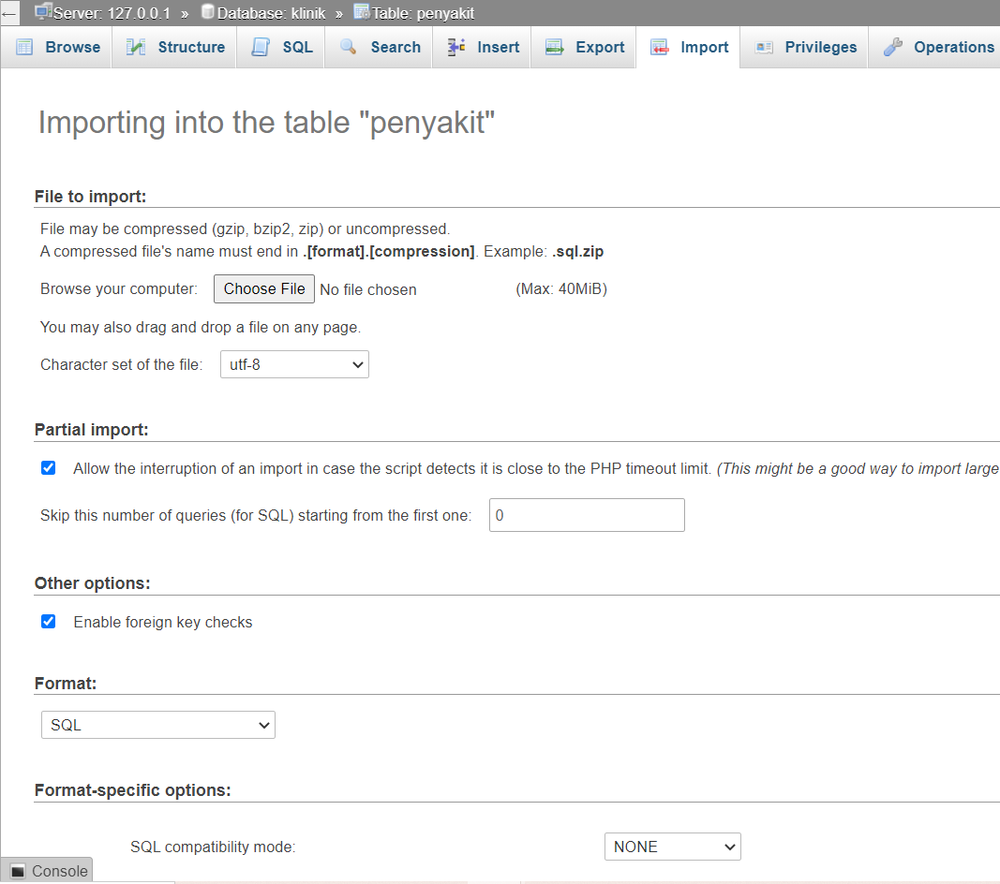 Server: 127.0.0.1 » Database: klinik » Table: penyakit
Browse Structure SQL Search Insert Export Import Privileges Operations
Importing into the table "penyakit"
File to import:
File may be compressed (gzip, bzip2, zip) or uncompressed.
A compressed file's name must end in .[format].[compression]. Example: .sql.zip
Browse your computer: Choose File No file chosen (Max: 40MiB)
You may also drag and drop a file on any page.
Character set of the file: utf-8
Partial import:
Allow the interruption of an import in case the script detects it is close to the PHP timeout limit. (This might be a good way to import large
Skip this number of queries (for SQL) starting from the first one: 0
Other options:
Enable foreign key checks
Format:
SQL
Format-specific options:
SQL compatibility mode: NONE
Console